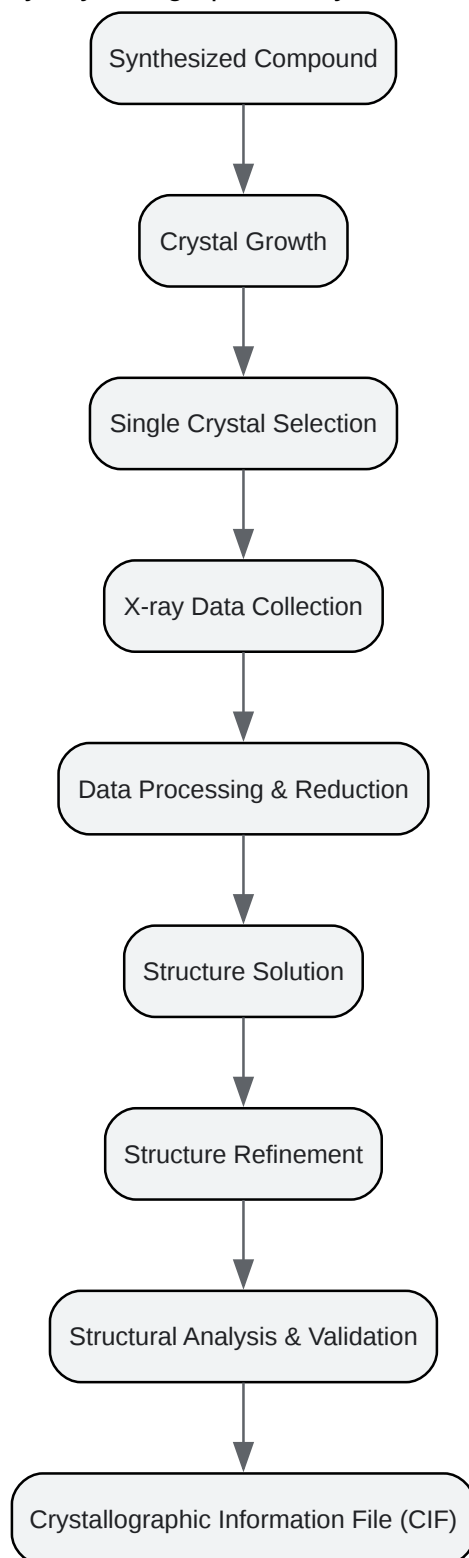 Synthesized Compound
Crystal Growth
Single Crystal Selection
X-ray Data Collection
Data Processing & Reduction
Structure Solution
Structure Refinement
Structural Analysis & Validation
Crystallographic Information File (CIF)